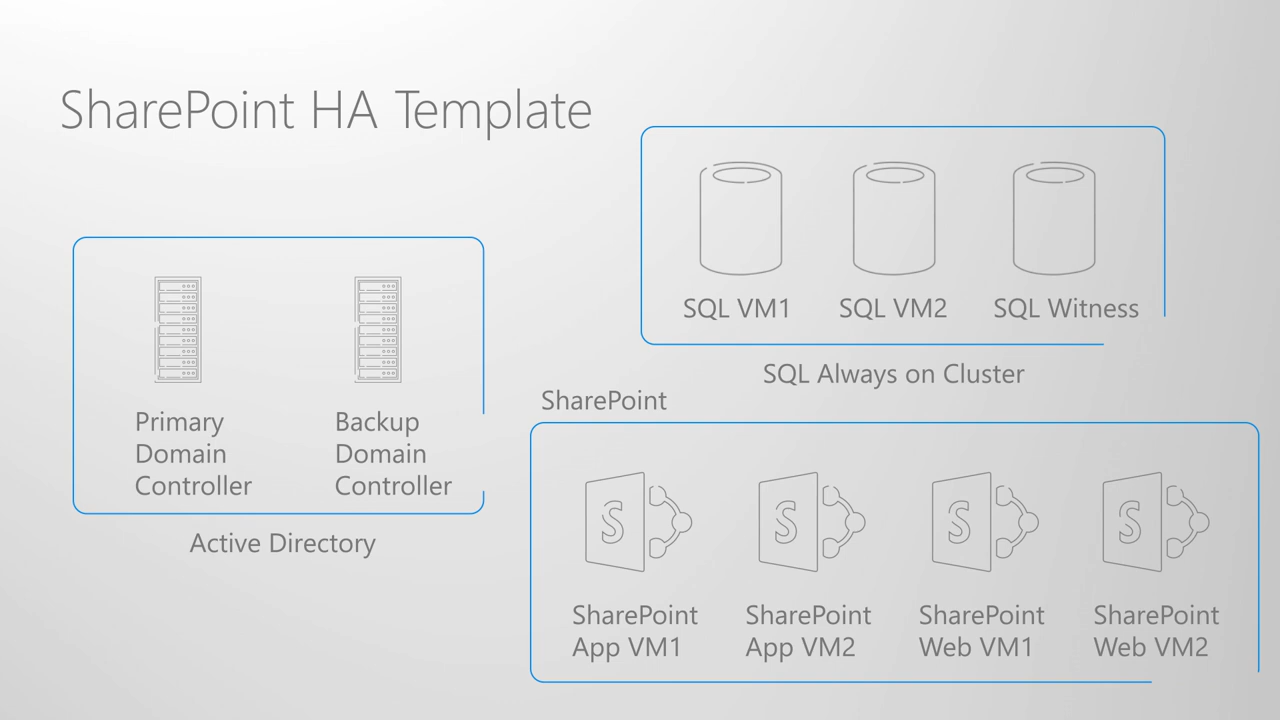 SharePoint HA Template
SQL VM1
SQL VM2
SQL Witness
SQL Always on Cluster
Primary
Domain
Controller
Backup
Domain
Controller
Active Directory
SharePoint
SharePoint
App VM1
SharePoint
App VM2
SharePoint
Web VM1
SharePoint
Web VM2